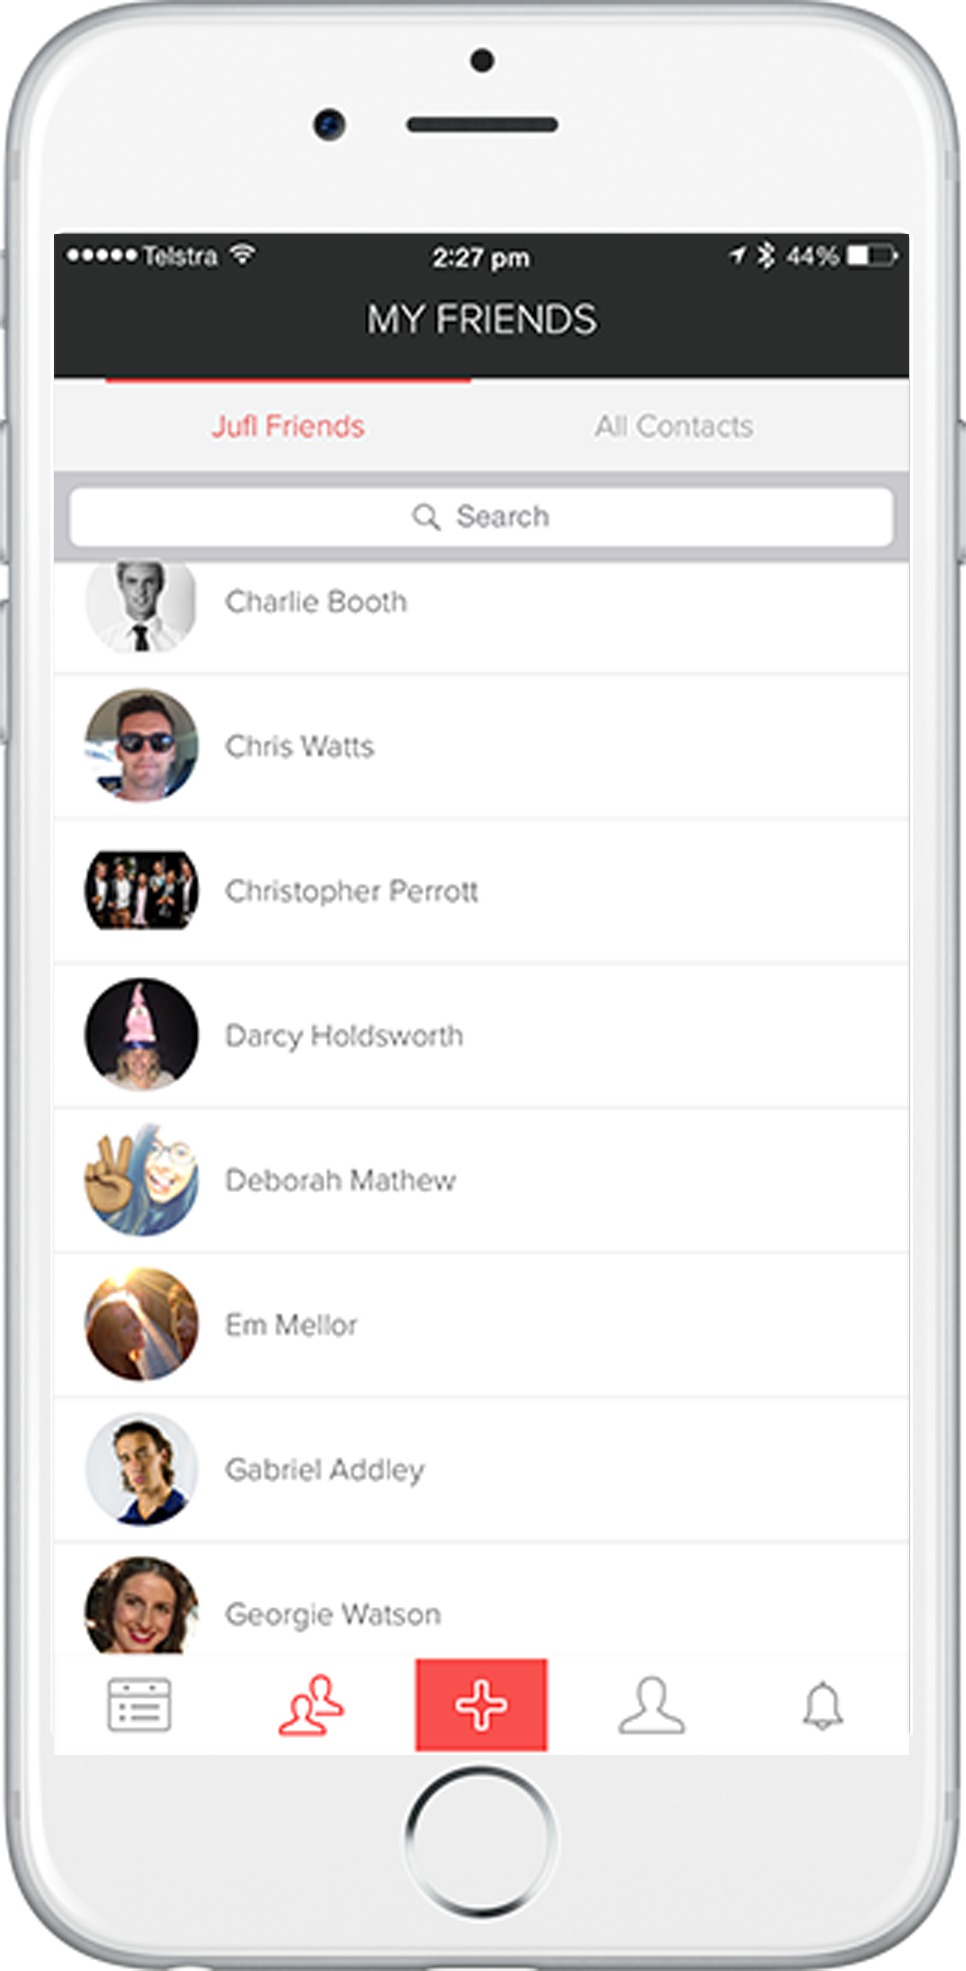 Telstra 2:27 pm 44%
MY FRIENDS
Jufl Friends All Contacts
Search
Charlie Booth
Chris Watts
Christopher Perrott
Darcy Holdsworth
Deborah Mathew
Em Mellor
Gabriel Addley
Georgie Watson